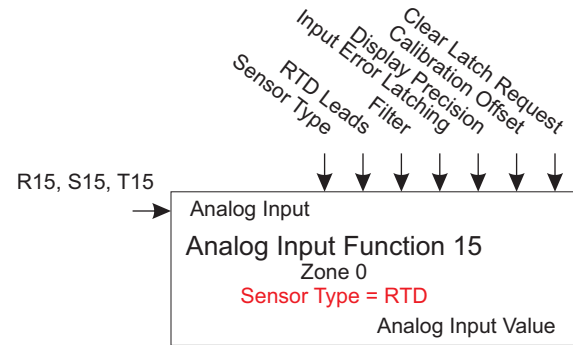 Sensor Type
RTD Leads
Filter
Input Error Latching
Display Precision
Calibration Offset
Clear Latch Request
R15, S15, T15
Analog Input
Analog Input Function 15
Zone 0
Sensor Type = RTD
Analog Input Value